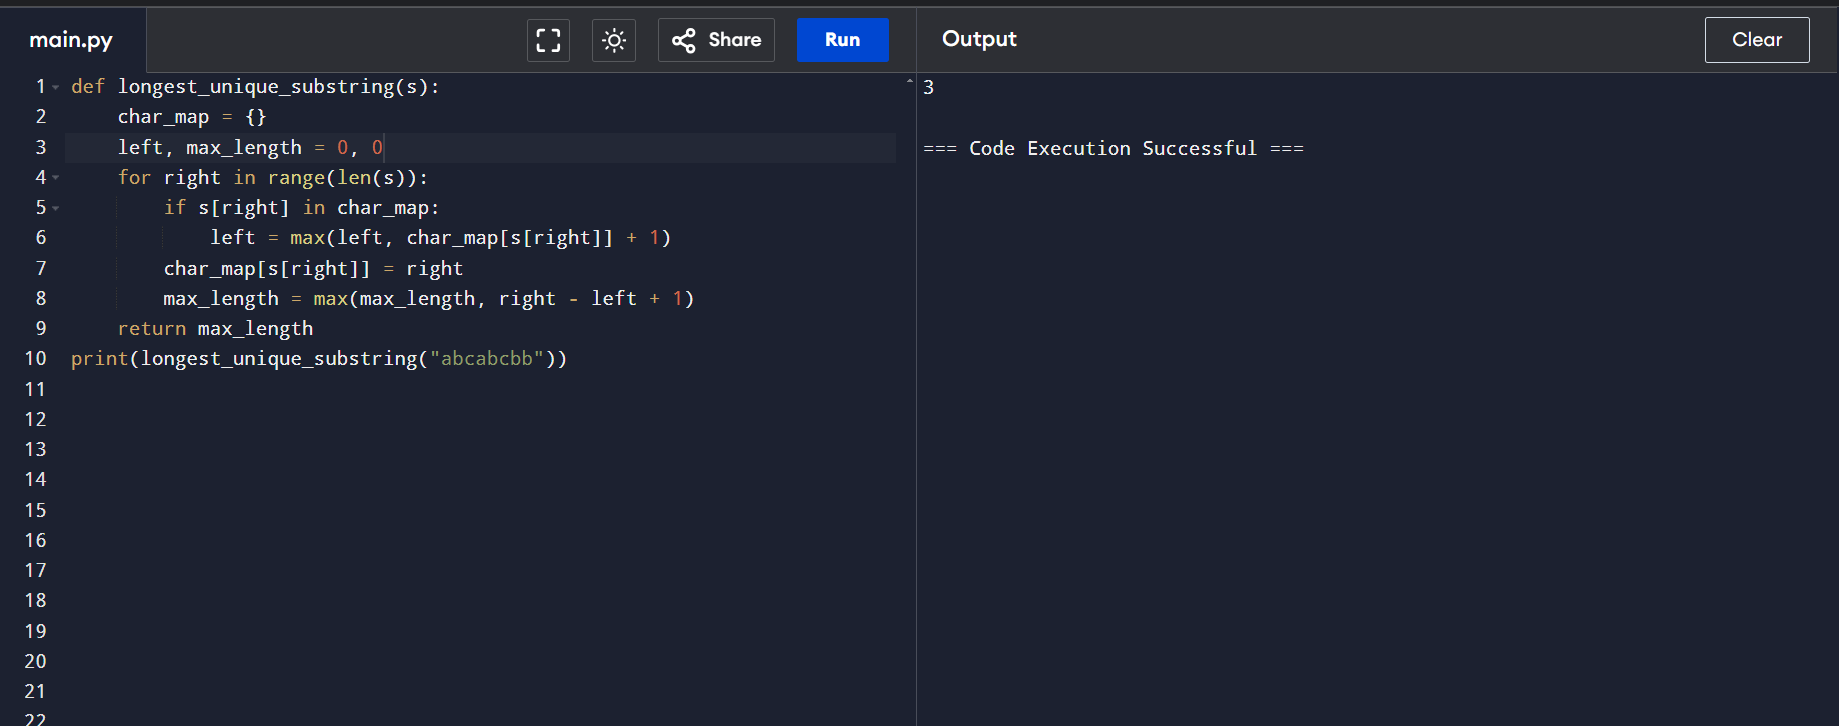 main.py
Share
Run
Output
Clear
1 def longest_unique_substring(s):
2     char_map = {}
3     left, max_length = 0, 0
4     for right in range(len(s)):
5         if s[right] in char_map:
6             left = max(left, char_map[s[right]] + 1)
7         char_map[s[right]] = right
8         max_length = max(max_length, right - left + 1)
9     return max_length
10 print(longest_unique_substring("abcabcbb"))
11
12
13
14
15
16
17
18
19
20
21
22
3
=== Code Execution Successful ===